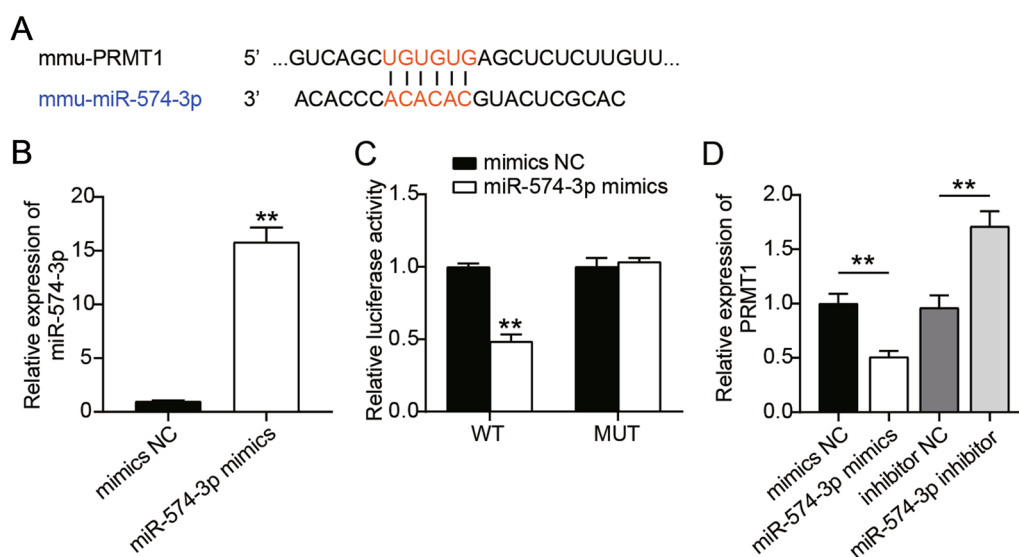 A
mmu-PRMT1 5’ ...GUCAGCUGUGUGAGCUCUCUUGUU...
mmu-miR-574-3p 3’ ACACCCACACACGUACUCGCAC
B
Relative expression of
miR-574-3p
20
15
10
5
0
**
mimics NC
miR-574-3p mimics
C
mimics NC
miR-574-3p mimics
Relative luciferase activity
1.5
1.0
0.5
0.0
**
WT
MUT
D
Relative expression of
PRMT1
2.0
1.5
1.0
0.5
0.0
**
**
mimics NC
miR-574-3p mimics
inhibitor NC
miR-574-3p inhibitor